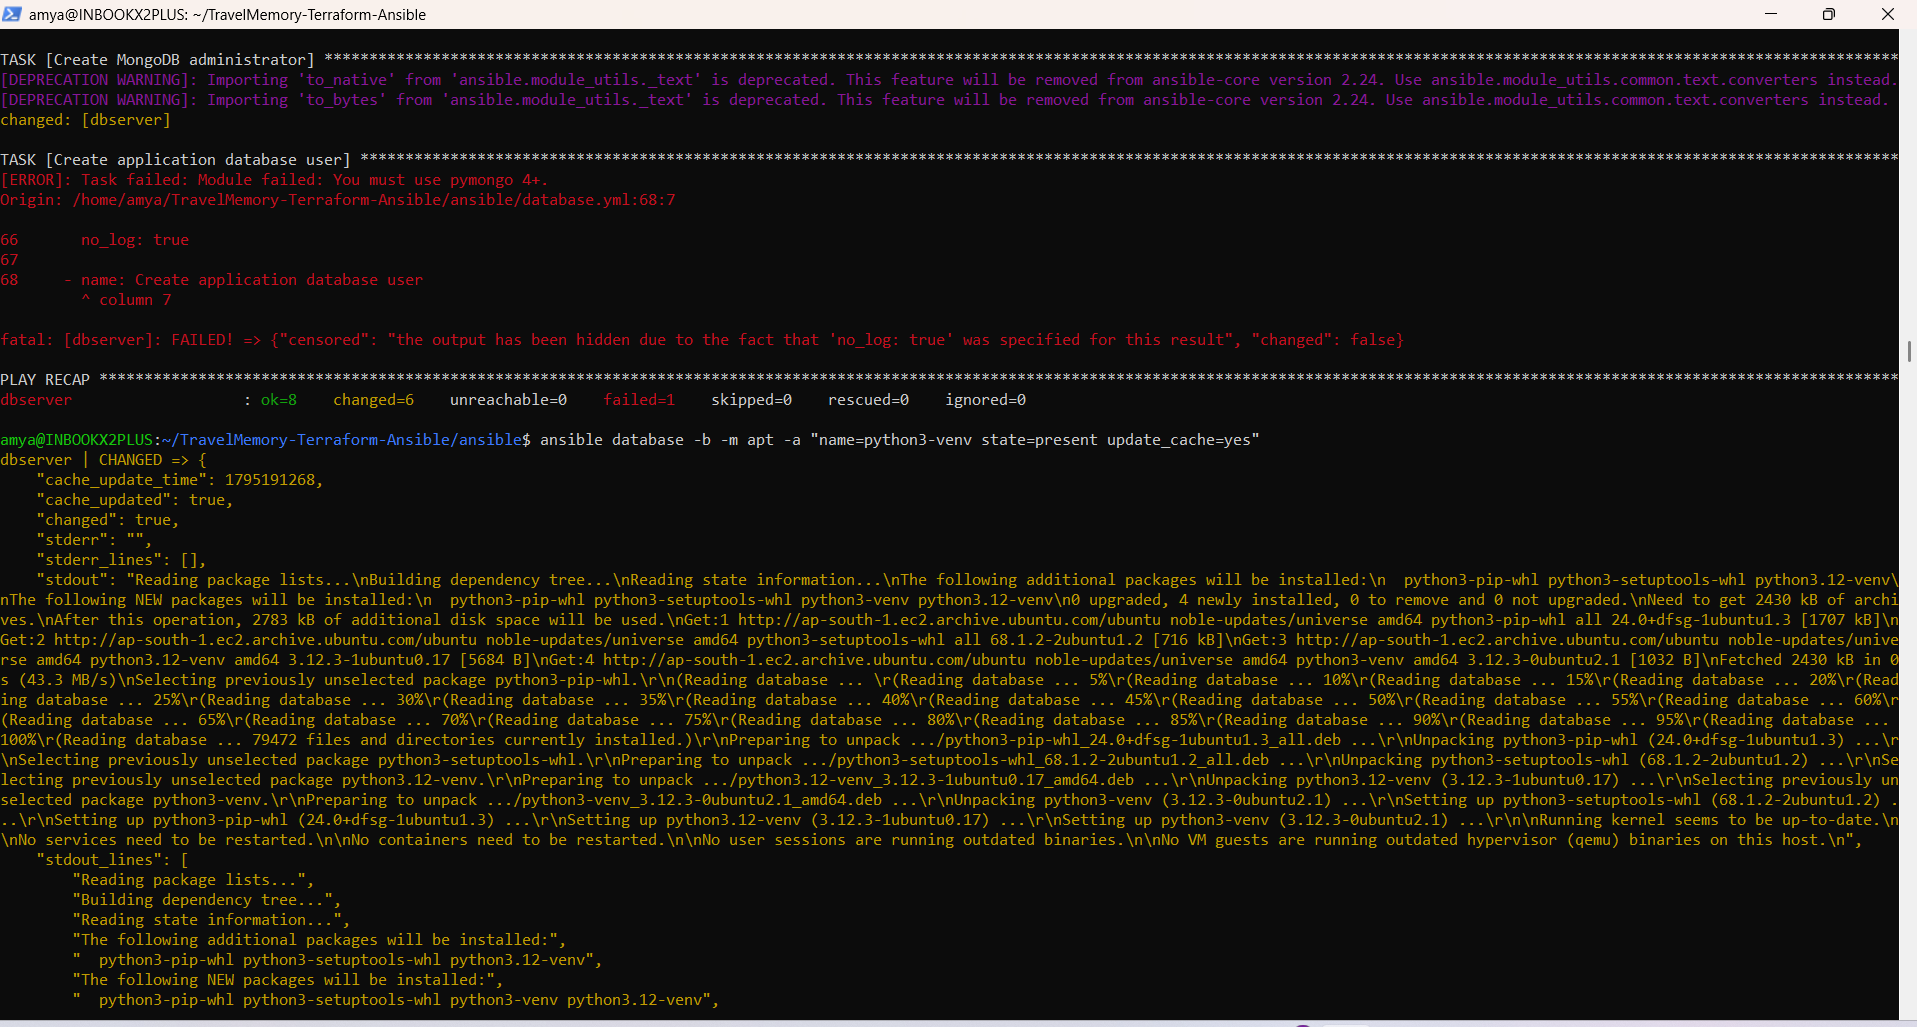 amya@INBOOKX2PLUS: ~/TravelMemory-Terraform-Ansible
TASK [Create MongoDB administrator] ******************************************************************************************************************************************************************************
[DEPRECATION WARNING]: Importing 'to_native' from 'ansible.module_utils._text' is deprecated. This feature will be removed from ansible-core version 2.24. Use ansible.module_utils.common.text.converters instead.
[DEPRECATION WARNING]: Importing 'to_bytes' from 'ansible.module_utils._text' is deprecated. This feature will be removed from ansible-core version 2.24. Use ansible.module_utils.common.text.converters instead.
changed: [dbserver]
TASK [Create application database user] **************************************************************************************************************************************************************************
[ERROR]: Task failed: Module failed: You must use pymongo 4+.
Origin: /home/amya/TravelMemory-Terraform-Ansible/ansible/database.yml:68:7
66       no_log: true
67
68     - name: Create application database user
         ^ column 7
fatal: [dbserver]: FAILED! => {"censored": "the output has been hidden due to the fact that 'no_log: true' was specified for this result", "changed": false}
PLAY RECAP *******************************************************************************************************************************************************************************************************
dbserver                   : ok=8    changed=6    unreachable=0    failed=1    skipped=0    rescued=0    ignored=0
amya@INBOOKX2PLUS:~/TravelMemory-Terraform-Ansible/ansible$ ansible database -b -m apt -a "name=python3-venv state=present update_cache=yes"
dbserver | CHANGED => {
    "cache_update_time": 1795191268,
    "cache_updated": true,
    "changed": true,
    "stderr": "",
    "stderr_lines": [],
    "stdout": "Reading package lists...\nBuilding dependency tree...\nReading state information...\nThe following additional packages will be installed:\n  python3-pip-whl python3-setuptools-whl python3.12-venv\
nThe following NEW packages will be installed:\n  python3-pip-whl python3-setuptools-whl python3-venv python3.12-venv\n0 upgraded, 4 newly installed, 0 to remove and 0 not upgraded.\nNeed to get 2430 kB of archi
ves.\nAfter this operation, 2783 kB of additional disk space will be used.\nGet:1 http://ap-south-1.ec2.archive.ubuntu.com/ubuntu noble-updates/universe amd64 python3-pip-whl all 24.0+dfsg-1ubuntu1.3 [1707 kB]\n
Get:2 http://ap-south-1.ec2.archive.ubuntu.com/ubuntu noble-updates/universe amd64 python3-setuptools-whl all 68.1.2-2ubuntu1.2 [716 kB]\nGet:3 http://ap-south-1.ec2.archive.ubuntu.com/ubuntu noble-updates/unive
rse amd64 python3.12-venv amd64 3.12.3-1ubuntu0.17 [5684 B]\nGet:4 http://ap-south-1.ec2.archive.ubuntu.com/ubuntu noble-updates/universe amd64 python3-venv amd64 3.12.3-0ubuntu2.1 [1032 B]\nFetched 2430 kB in 0
s (43.3 MB/s)\nSelecting previously unselected package python3-pip-whl.\r\n(Reading database ... \r(Reading database ... 5%\r(Reading database ... 10%\r(Reading database ... 15%\r(Reading database ... 20%\r(Read
ing database ... 25%\r(Reading database ... 30%\r(Reading database ... 35%\r(Reading database ... 40%\r(Reading database ... 45%\r(Reading database ... 50%\r(Reading database ... 55%\r(Reading database ... 60%\r
(Reading database ... 65%\r(Reading database ... 70%\r(Reading database ... 75%\r(Reading database ... 80%\r(Reading database ... 85%\r(Reading database ... 90%\r(Reading database ... 95%\r(Reading database ...
100%\r(Reading database ... 79472 files and directories currently installed.)\r\nPreparing to unpack .../python3-pip-whl_24.0+dfsg-1ubuntu1.3_all.deb ...\r\nUnpacking python3-pip-whl (24.0+dfsg-1ubuntu1.3) ...\r
\nSelecting previously unselected package python3-setuptools-whl.\r\nPreparing to unpack .../python3-setuptools-whl_68.1.2-2ubuntu1.2_all.deb ...\r\nUnpacking python3-setuptools-whl (68.1.2-2ubuntu1.2) ...\r\nSe
lecting previously unselected package python3.12-venv.\r\nPreparing to unpack .../python3.12-venv_3.12.3-1ubuntu0.17_amd64.deb ...\r\nUnpacking python3.12-venv (3.12.3-1ubuntu0.17) ...\r\nSelecting previously un
selected package python3-venv.\r\nPreparing to unpack .../python3-venv_3.12.3-0ubuntu2.1_amd64.deb ...\r\nUnpacking python3-venv (3.12.3-0ubuntu2.1) ...\r\nSetting up python3-setuptools-whl (68.1.2-2ubuntu1.2) .
..\r\nSetting up python3-pip-whl (24.0+dfsg-1ubuntu1.3) ...\r\nSetting up python3.12-venv (3.12.3-1ubuntu0.17) ...\r\nSetting up python3-venv (3.12.3-0ubuntu2.1) ...\r\n\nRunning kernel seems to be up-to-date.\n
\nNo services need to be restarted.\n\nNo containers need to be restarted.\n\nNo user sessions are running outdated binaries.\n\nNo VM guests are running outdated hypervisor (qemu) binaries on this host.\n",
    "stdout_lines": [
        "Reading package lists...",
        "Building dependency tree...",
        "Reading state information...",
        "The following additional packages will be installed:",
        "  python3-pip-whl python3-setuptools-whl python3.12-venv",
        "The following NEW packages will be installed:",
        "  python3-pip-whl python3-setuptools-whl python3-venv python3.12-venv",